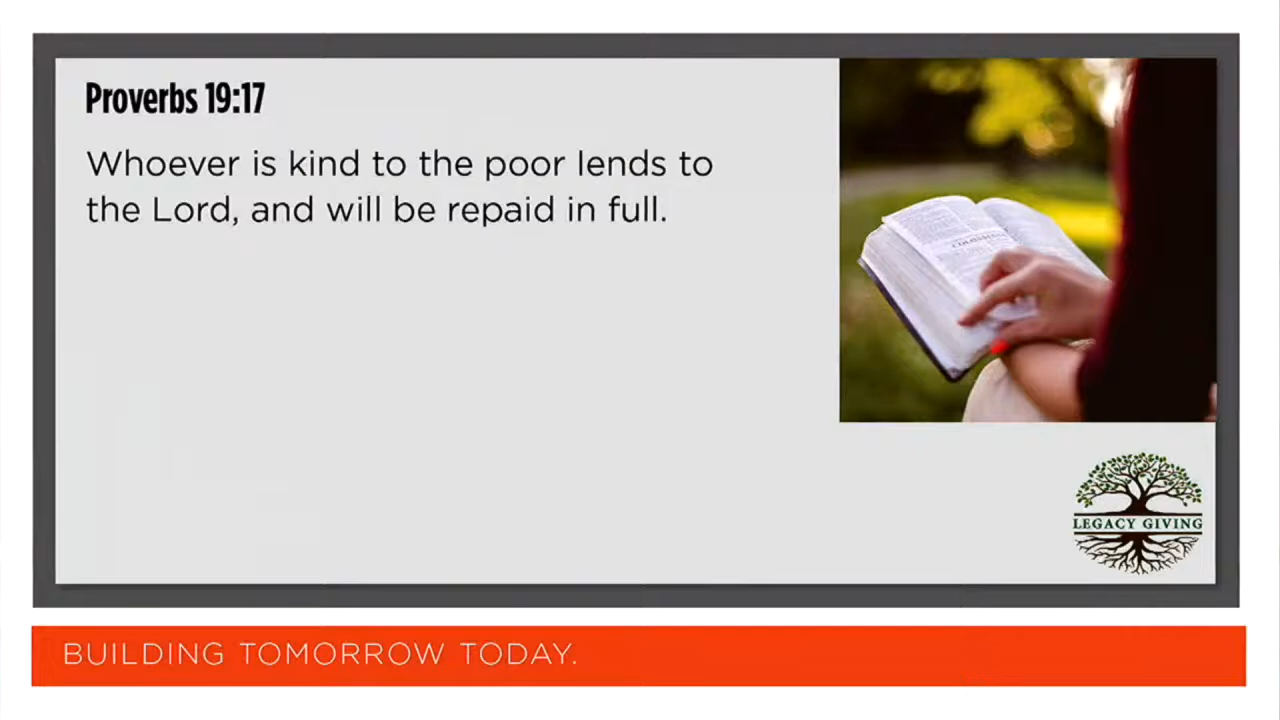 Proverbs 19:17
Whoever is kind to the poor lends to
the Lord, and will be repaid in full.
COLOSSIANS
LEGACY GIVING
BUILDING TOMORROW TODAY.